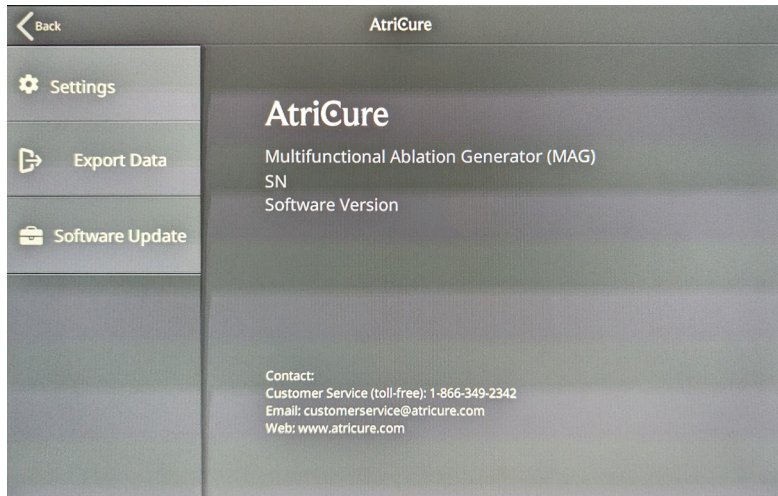 Back
AtriCure
Settings
Export Data
Software Update
AtriCure
Multifunctional Ablation Generator (MAG)
SN
Software Version
Contact:
Customer Service (toll-free): 1-866-349-2342
Email: customerservice@atricure.com
Web: www.atricure.com